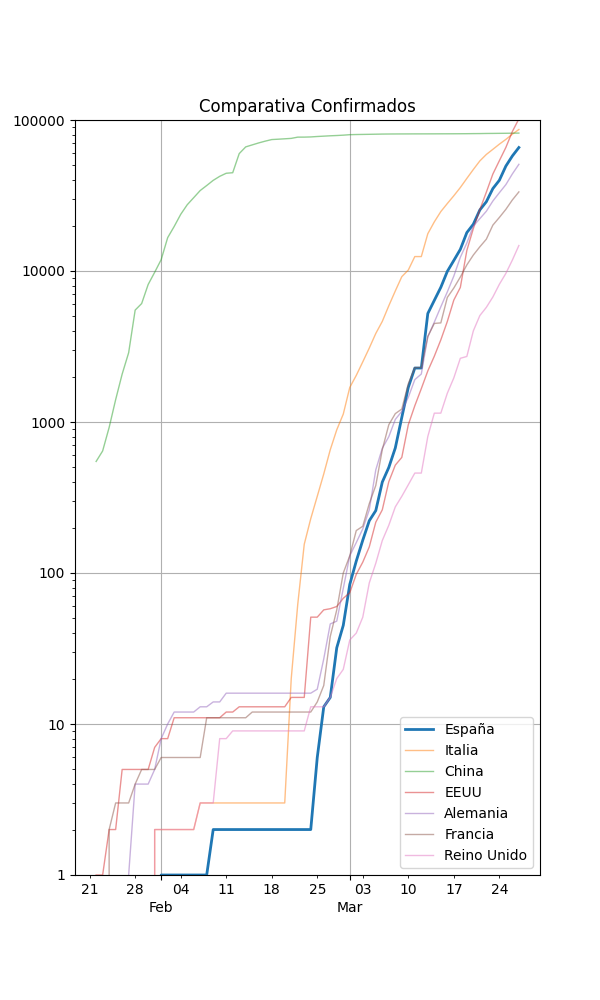 Comparativa Confirmados
100000
10000
1000
100
10
1
21 28 04 11 18 25 03 10 17 24
Feb Mar
España
Italia
China
EEUU
Alemania
Francia
Reino Unido